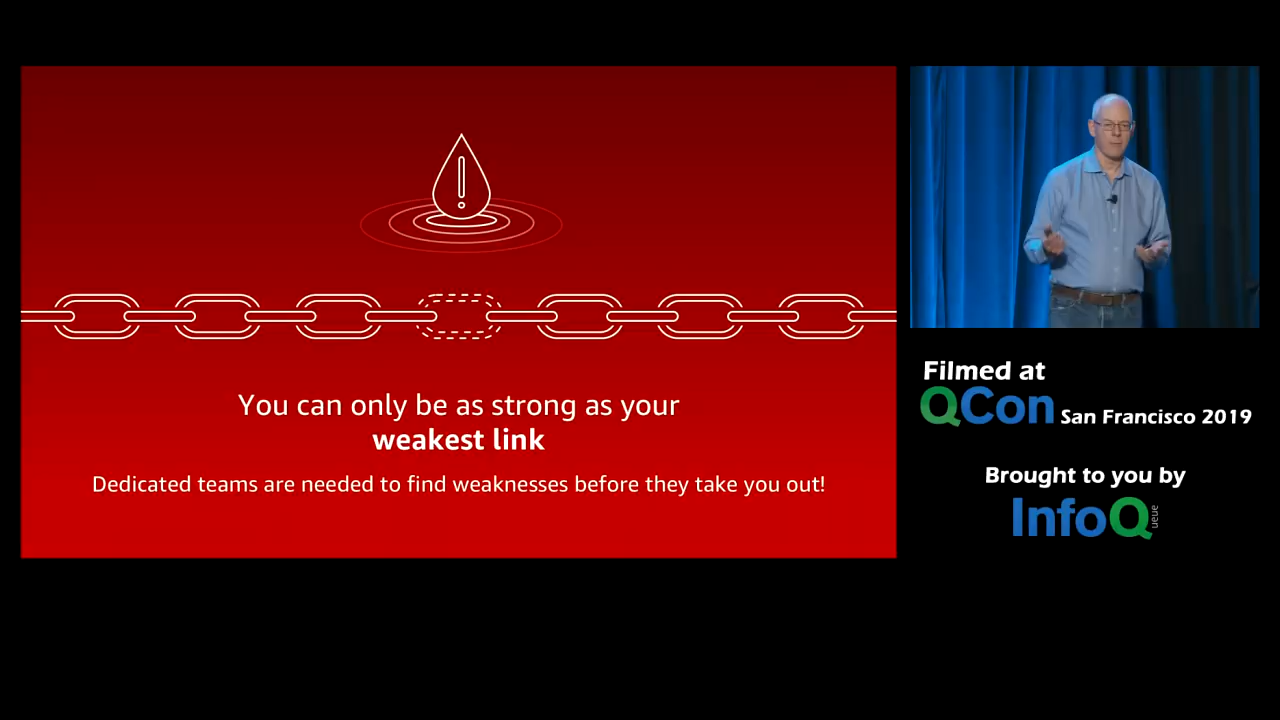 You can only be as strong as your
weakest link
Dedicated teams are needed to find weaknesses before they take you out!
Filmed at
QCon San Francisco 2019
Brought to you by
InfoQ
ueue